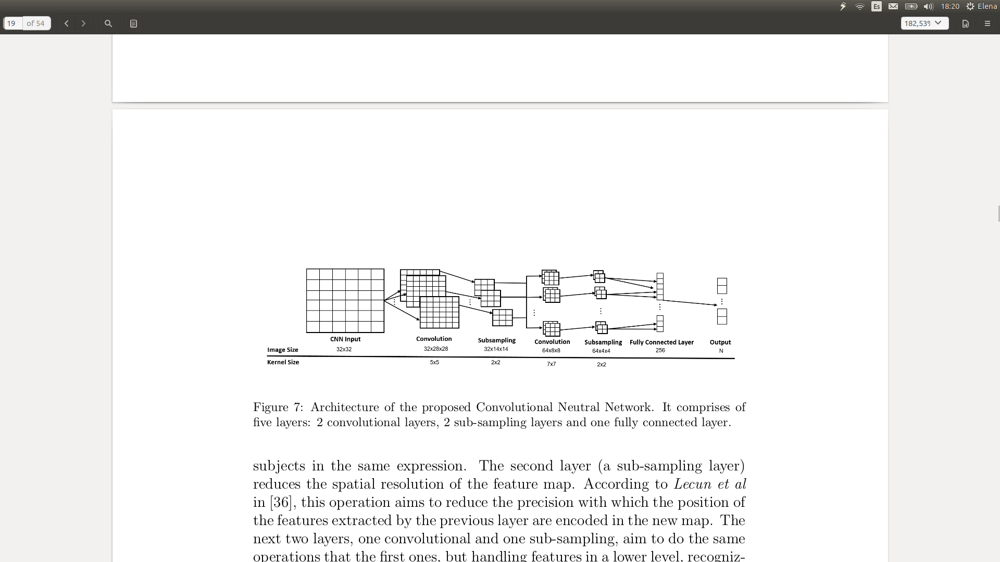 Es 18:20 Elena
19 of 54 182,53%
CNN Input Convolution Subsampling Convolution Subsampling Fully Connected Layer Output
Image Size 32x32 32x28x28 32x14x14 64x8x8 64x4x4 256 N
Kernel Size 5x5 2x2 7x7 2x2
Figure 7: Architecture of the proposed Convolutional Neutral Network. It comprises of
five layers: 2 convolutional layers, 2 sub-sampling layers and one fully connected layer.
subjects in the same expression. The second layer (a sub-sampling layer)
reduces the spatial resolution of the feature map. According to Lecun et al
in [36], this operation aims to reduce the precision with which the position of
the features extracted by the previous layer are encoded in the new map. The
next two layers, one convolutional and one sub-sampling, aim to do the same
operations that the first ones, but handling features in a lower level, recogniz-